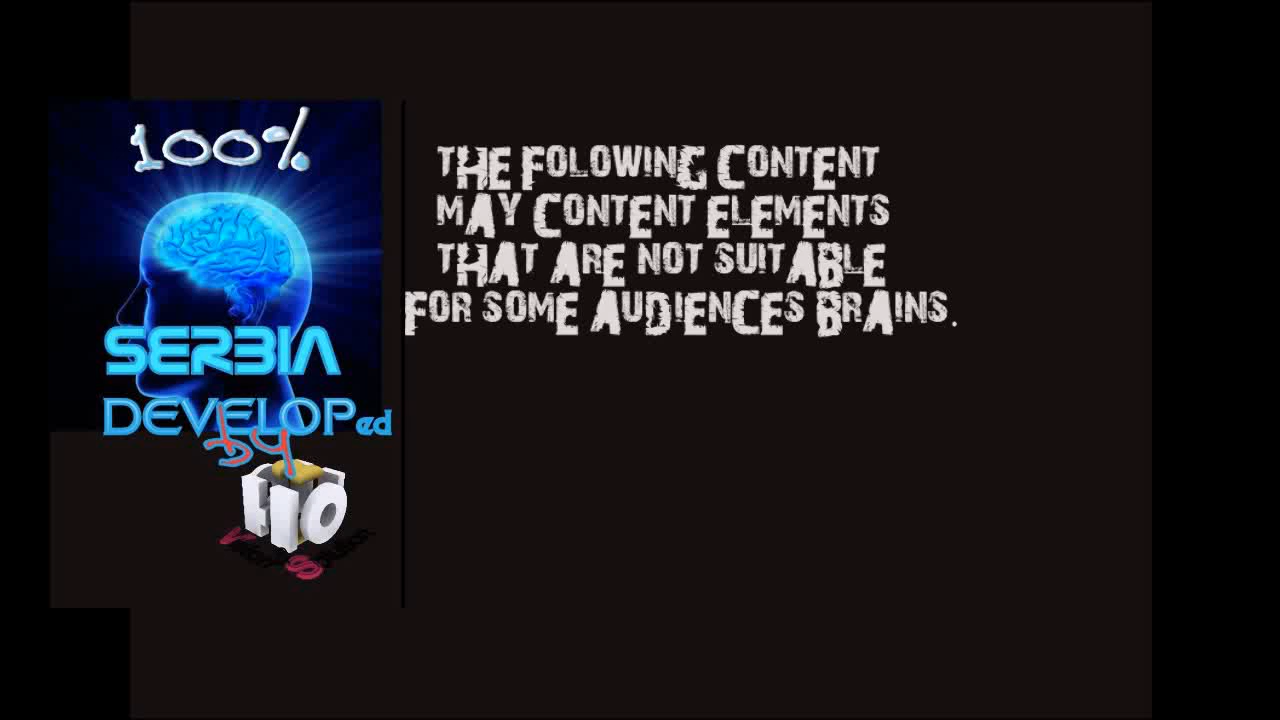 100%
SERBIA
DEVELOPed
by
THE FOLOWING CONTENT
MAY CONTENT ELEMENTS
THAT ARE NOT SUITABLE
FOR SOME AUDIENCES BRAINS.